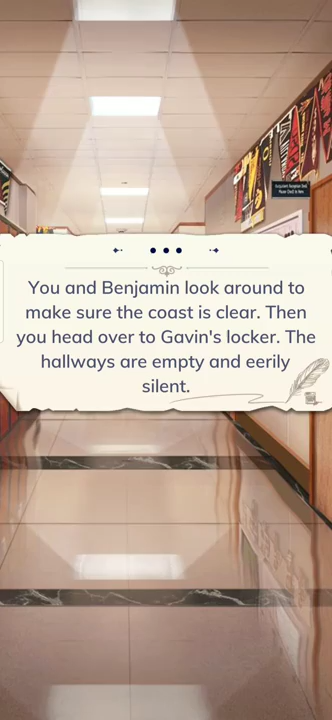 You and Benjamin look around to
make sure the coast is clear. Then
you head over to Gavin's locker. The
hallways are empty and eerily
silent.